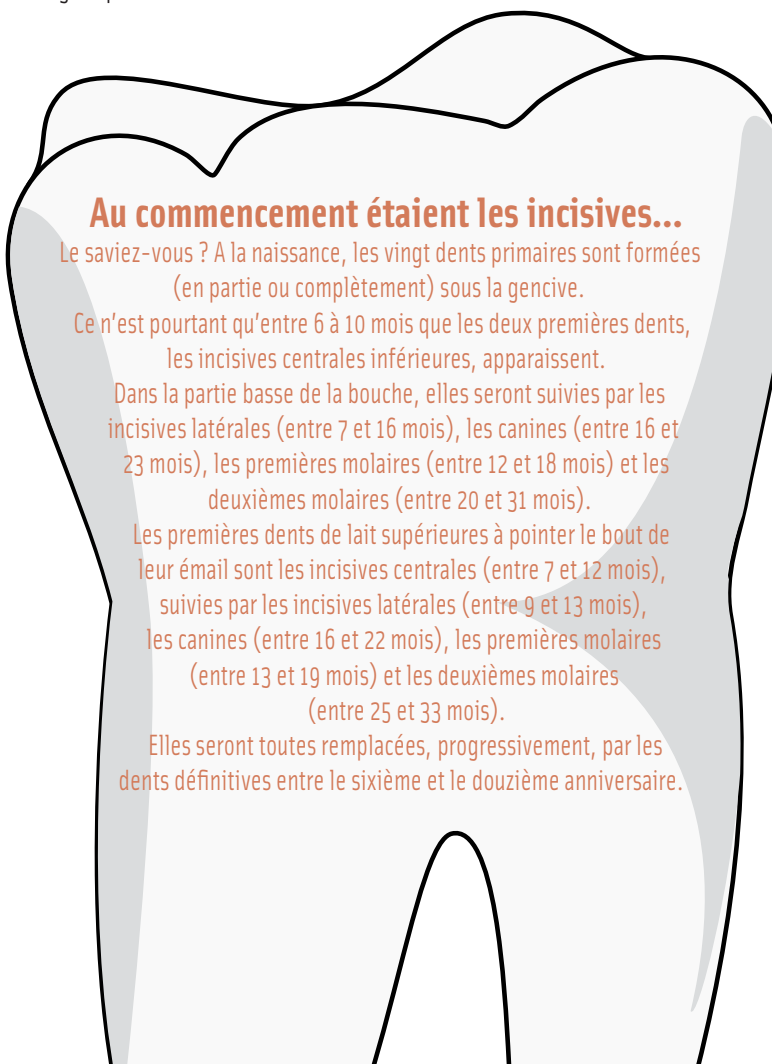 Au commencement étaient les incisives...
Le saviez-vous ? A la naissance, les vingt dents primaires sont formées
(en partie ou complètement) sous la gencive.
Ce n'est pourtant qu'entre 6 à 10 mois que les deux premières dents,
les incisives centrales inférieures, apparaissent.
Dans la partie basse de la bouche, elles seront suivies par les
incisives latérales (entre 7 et 16 mois), les canines (entre 16 et
23 mois), les premières molaires (entre 12 et 18 mois) et les
deuxièmes molaires (entre 20 et 31 mois).
Les premières dents de lait supérieures à pointer le bout de
leur émail sont les incisives centrales (entre 7 et 12 mois),
suivies par les incisives latérales (entre 9 et 13 mois),
les canines (entre 16 et 22 mois), les premières molaires
(entre 13 et 19 mois) et les deuxièmes molaires
(entre 25 et 33 mois).
Elles seront toutes remplacées, progressivement, par les
dents définitives entre le sixième et le douzième anniversaire.